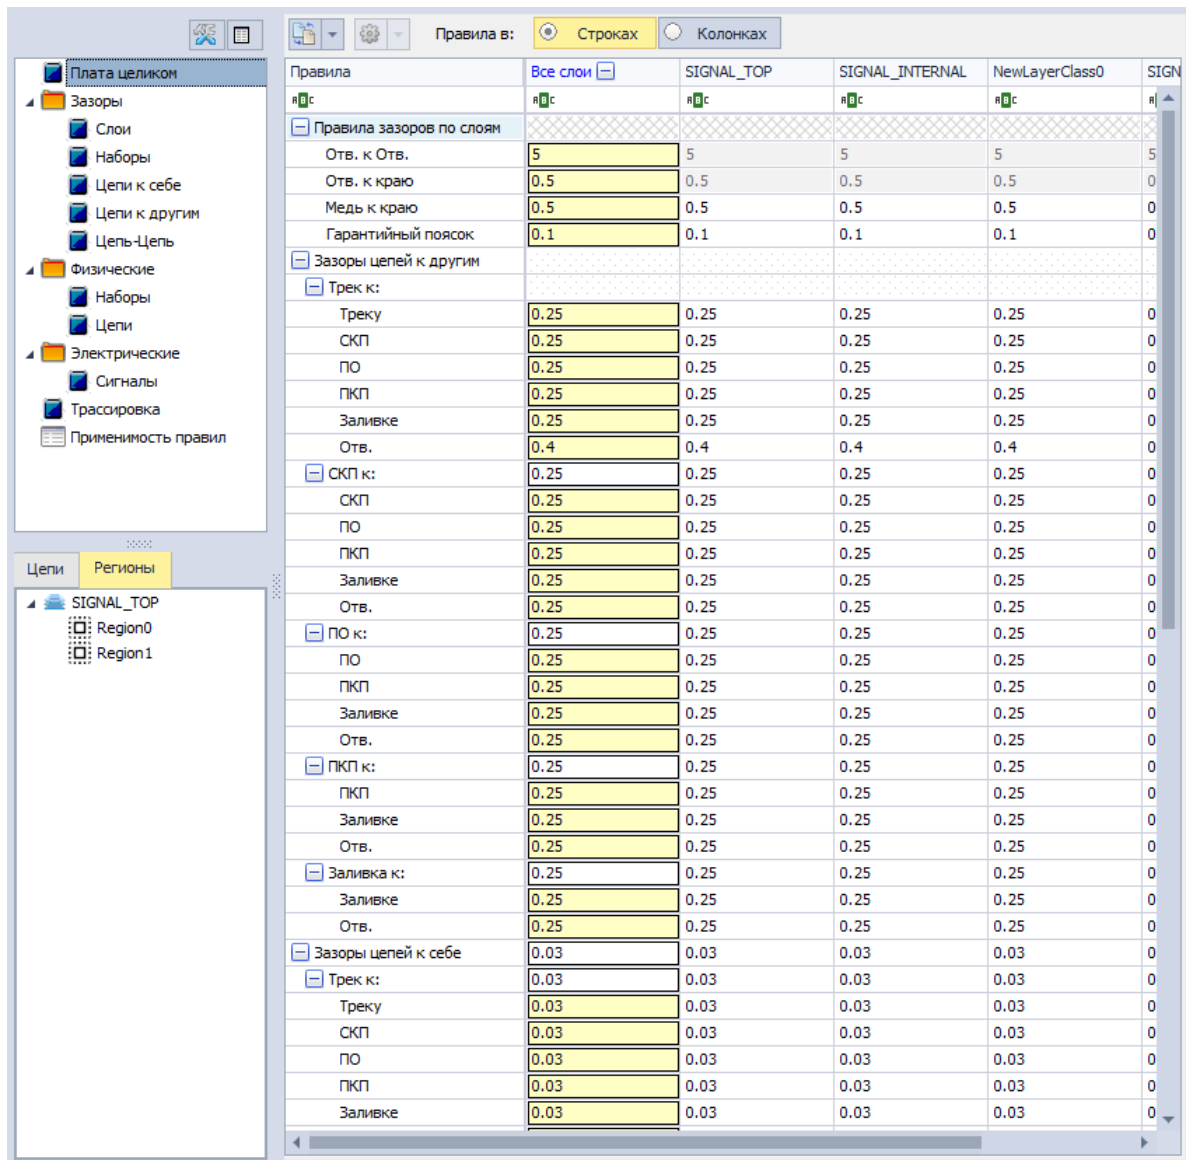 Правила в: Строках Колонках
Плата целиком
Зазоры
Слои
Наборы
Цепи к себе
Цепи к другим
Цепь-Цепь
Физические
Наборы
Цепи
Электрические
Сигналы
Трассировка
Применимость правил
Цепи Регионы
SIGNAL_TOP
Region0
Region1
Правила Все слои SIGNAL_TOP SIGNAL_INTERNAL NewLayerClass0 SIGN
Правила зазоров по слоям
Отв. к Отв. 5 5 5 5 5
Отв. к краю 0.5 0.5 0.5 0.5 0
Медь к краю 0.5 0.5 0.5 0.5 0
Гарантийный поясок 0.1 0.1 0.1 0.1 0
Зазоры цепей к другим
Трек к:
Треку 0.25 0.25 0.25 0.25 0
СКП 0.25 0.25 0.25 0.25 0
ПО 0.25 0.25 0.25 0.25 0
ПКП 0.25 0.25 0.25 0.25 0
Заливке 0.25 0.25 0.25 0.25 0
Отв. 0.4 0.4 0.4 0.4 0
СКП к: 0.25 0.25 0.25 0.25 0
СКП 0.25 0.25 0.25 0.25 0
ПО 0.25 0.25 0.25 0.25 0
ПКП 0.25 0.25 0.25 0.25 0
Заливке 0.25 0.25 0.25 0.25 0
Отв. 0.25 0.25 0.25 0.25 0
ПО к: 0.25 0.25 0.25 0.25 0
ПО 0.25 0.25 0.25 0.25 0
ПКП 0.25 0.25 0.25 0.25 0
Заливке 0.25 0.25 0.25 0.25 0
Отв. 0.25 0.25 0.25 0.25 0
ПКП к: 0.25 0.25 0.25 0.25 0
ПКП 0.25 0.25 0.25 0.25 0
Заливке 0.25 0.25 0.25 0.25 0
Отв. 0.25 0.25 0.25 0.25 0
Заливка к: 0.25 0.25 0.25 0.25 0
Заливке 0.25 0.25 0.25 0.25 0
Отв. 0.25 0.25 0.25 0.25 0
Зазоры цепей к себе 0.03 0.03 0.03 0.03 0
Трек к: 0.03 0.03 0.03 0.03 0
Треку 0.03 0.03 0.03 0.03 0
СКП 0.03 0.03 0.03 0.03 0
ПО 0.03 0.03 0.03 0.03 0
ПКП 0.03 0.03 0.03 0.03 0
Заливке 0.03 0.03 0.03 0.03 0